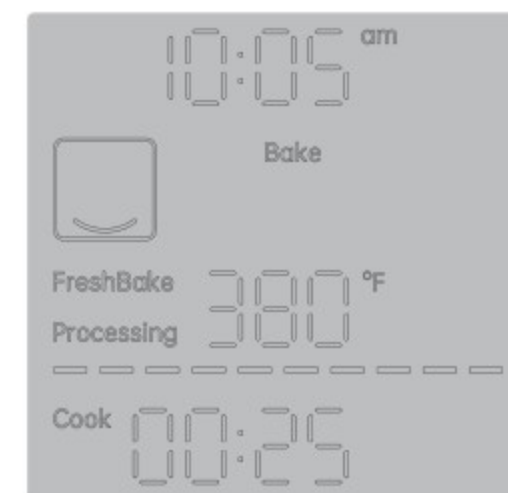 10:05 am
Bake
FreshBake
Processing
380 °F
Cook 00:25